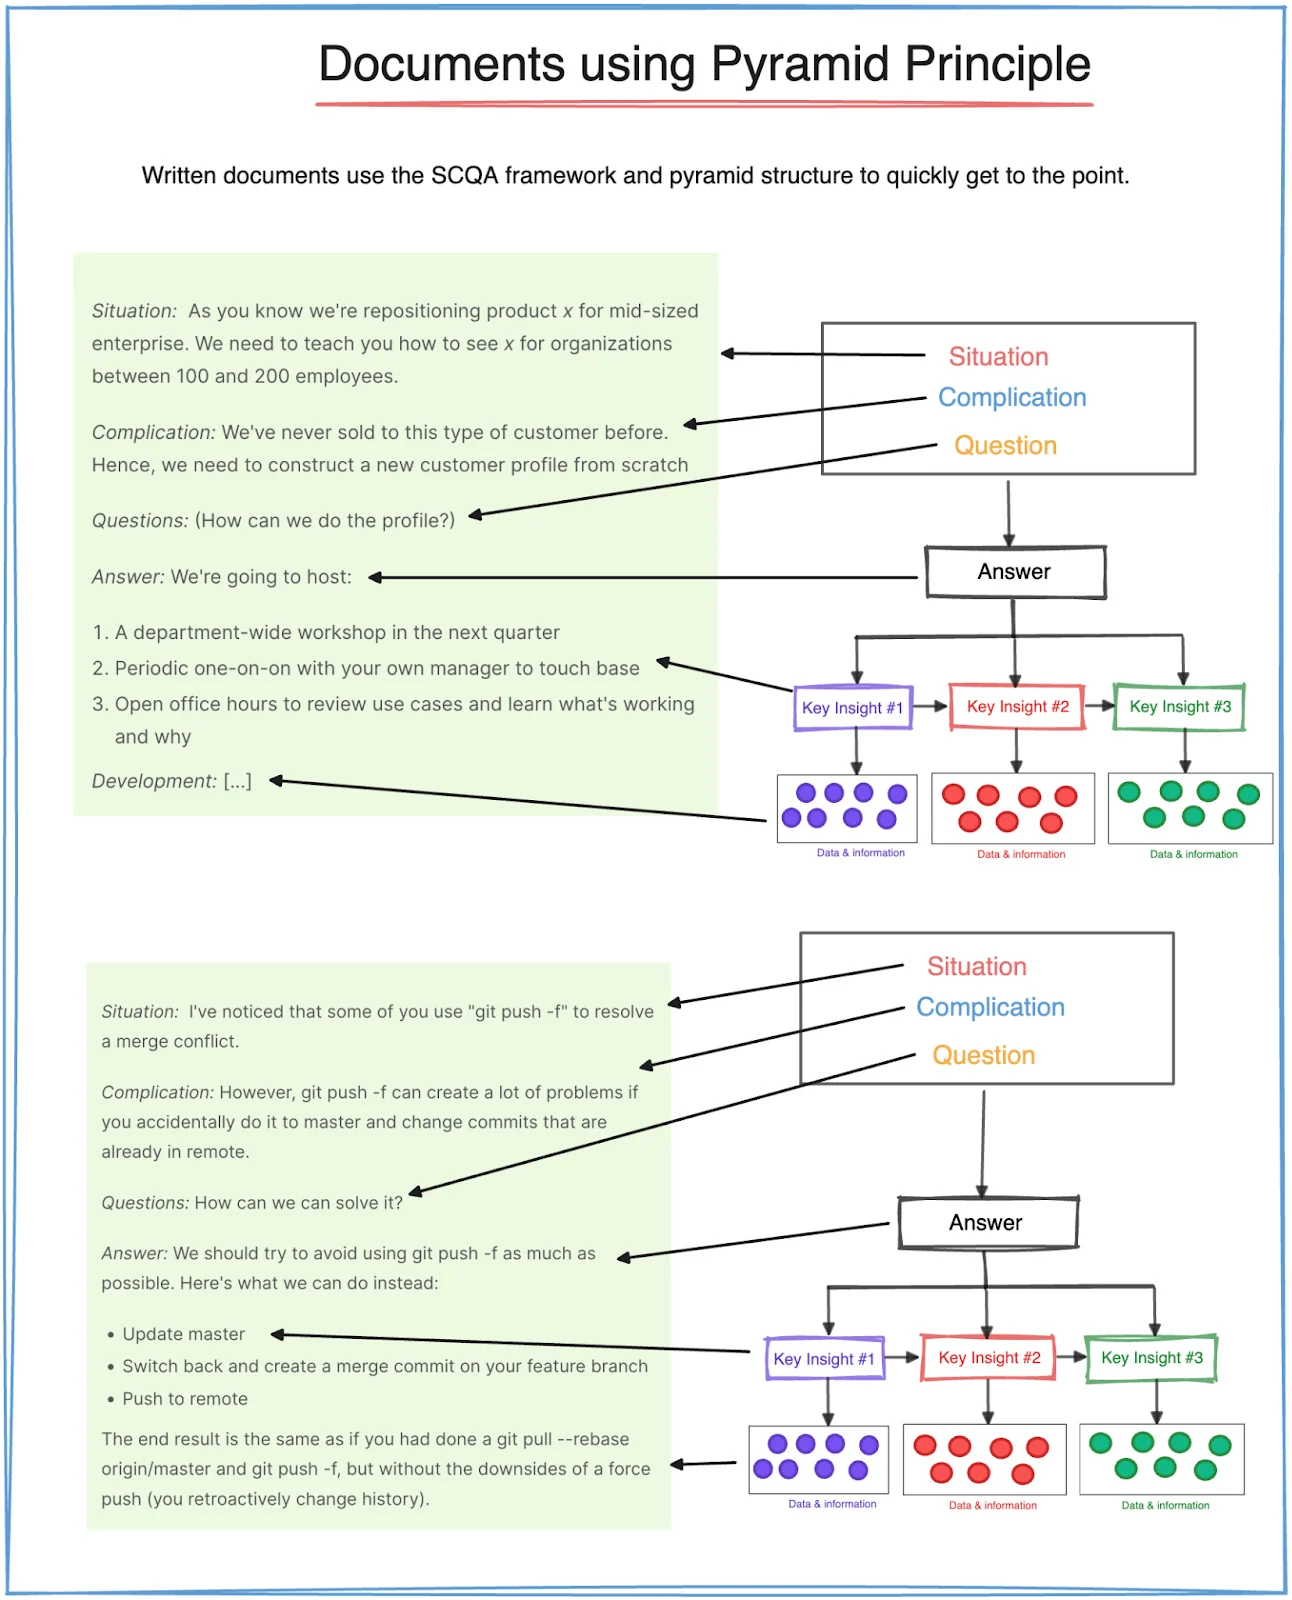 Documents using Pyramid Principle
Written documents use the SCQA framework and pyramid structure to quickly get to the point.
Situation: As you know we're repositioning product x for mid-sized
enterprise. We need to teach you how to see x for organizations
between 100 and 200 employees.
Complication: We've never sold to this type of customer before.
Hence, we need to construct a new customer profile from scratch
Questions: (How can we do the profile?)
Answer: We're going to host:
1. A department-wide workshop in the next quarter
2. Periodic one-on-on with your own manager to touch base
3. Open office hours to review use cases and learn what's working
and why
Development: [...]
Situation
Complication
Question
Answer
Key Insight #1
Key Insight #2
Key Insight #3
Data & information
Data & information
Data & information
Situation: I've noticed that some of you use "git push -f" to resolve
a merge conflict.
Complication: However, git push -f can create a lot of problems if
you accidentally do it to master and change commits that are
already in remote.
Questions: How can we can solve it?
Answer: We should try to avoid using git push -f as much as
possible. Here's what we can do instead:
• Update master
• Switch back and create a merge commit on your feature branch
• Push to remote
The end result is the same as if you had done a git pull --rebase
origin/master and git push -f, but without the downsides of a force
push (you retroactively change history).
Situation
Complication
Question
Answer
Key Insight #1
Key Insight #2
Key Insight #3
Data & information
Data & information
Data & information